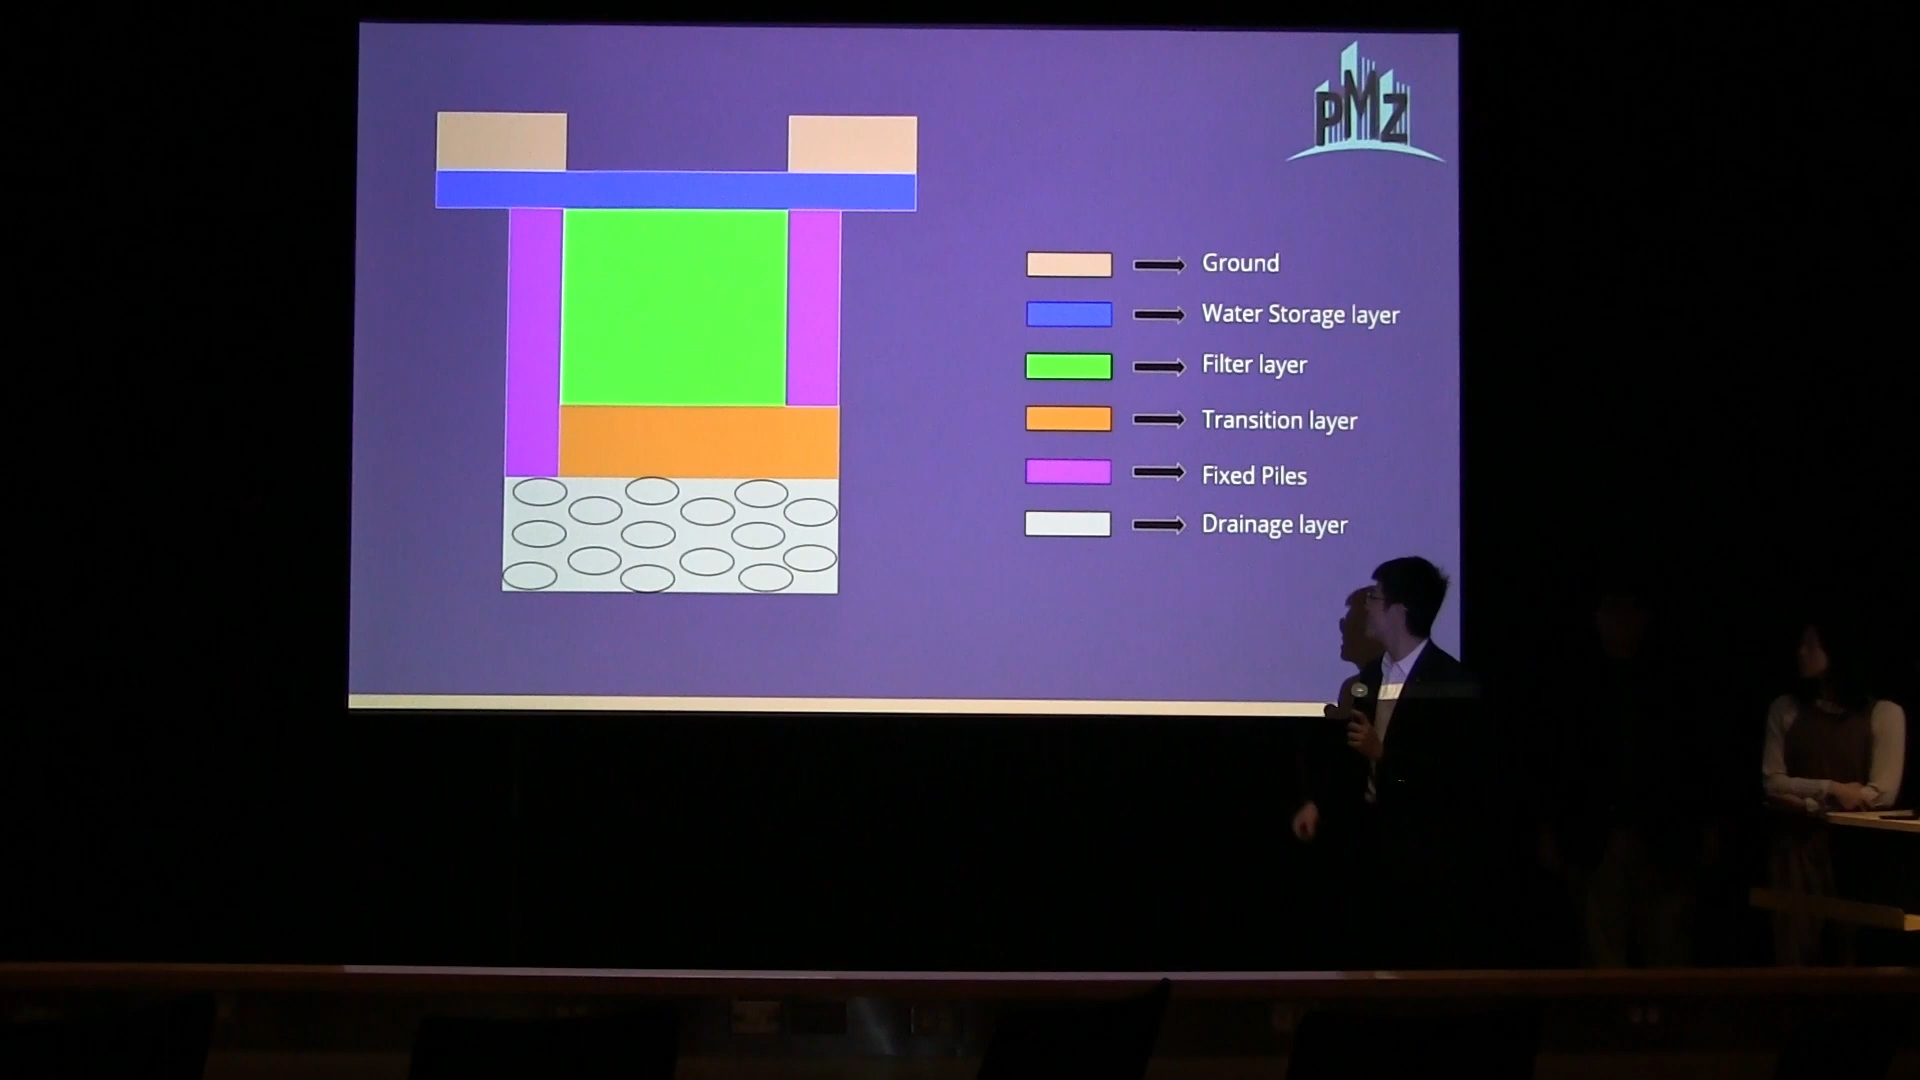 PMZ
Ground
Water Storage layer
Filter layer
Transition layer
Fixed Piles
Drainage layer